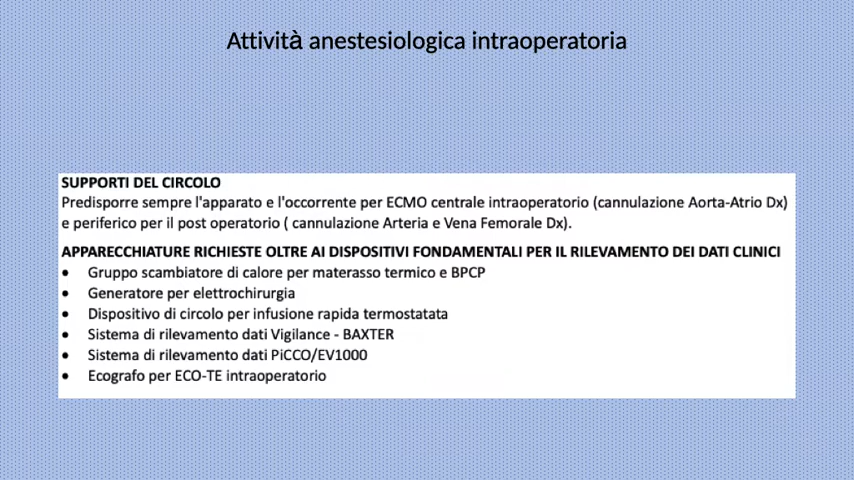 Attività anestesiologica intraoperatoria
SUPPORTI DEL CIRCOLO
Predisporre sempre l'apparato e l'occorrente per ECMO centrale intraoperatorio (cannulazione Aorta-Atrio Dx)
e periferico per il post operatorio ( cannulazione Arteria e Vena Femorale Dx).
APPARECCHIATURE RICHIESTE OLTRE AI DISPOSITIVI FONDAMENTALI PER IL RILEVAMENTO DEI DATI CLINICI
• Gruppo scambiatore di calore per materasso termico e BPCP
• Generatore per elettrochirurgia
• Dispositivo di circolo per infusione rapida termostatata
• Sistema di rilevamento dati Vigilance - BAXTER
• Sistema di rilevamento dati PiCCO/EV1000
• Ecografo per ECO-TE intraoperatorio